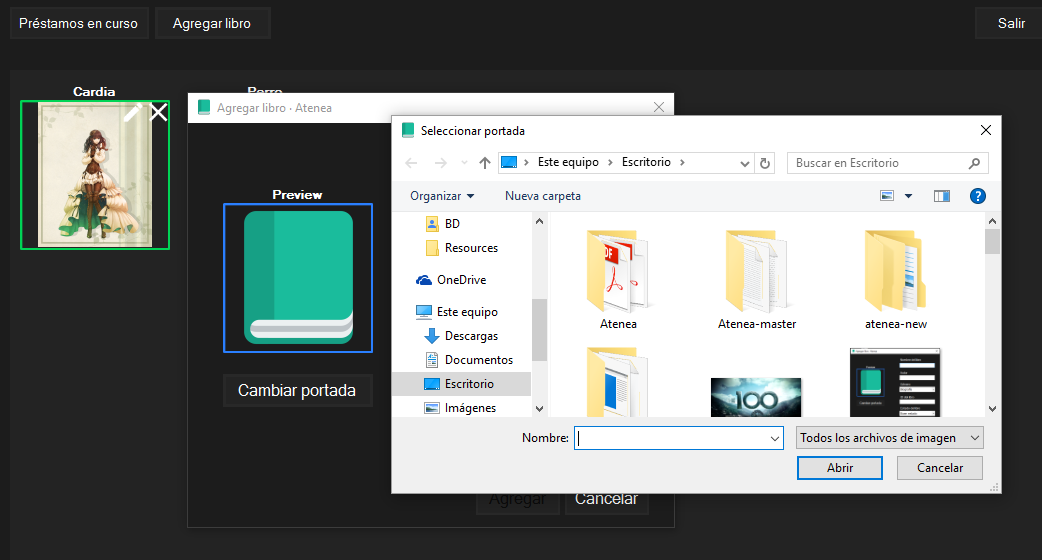 Préstamos en curso
Agregar libro
Salir
Cardia
Perro
Agregar libro · Atenea
Preview
Cambiar portada
Agregar
Cancelar
Seleccionar portada
Este equipo
Escritorio
Buscar en Escritorio
Organizar
Nueva carpeta
BD
Resources
OneDrive
Este equipo
Descargas
Documentos
Escritorio
Imágenes
Atenea
Atenea-master
atenea-new
100
Nombre:
Todos los archivos de imagen
Abrir
Cancelar